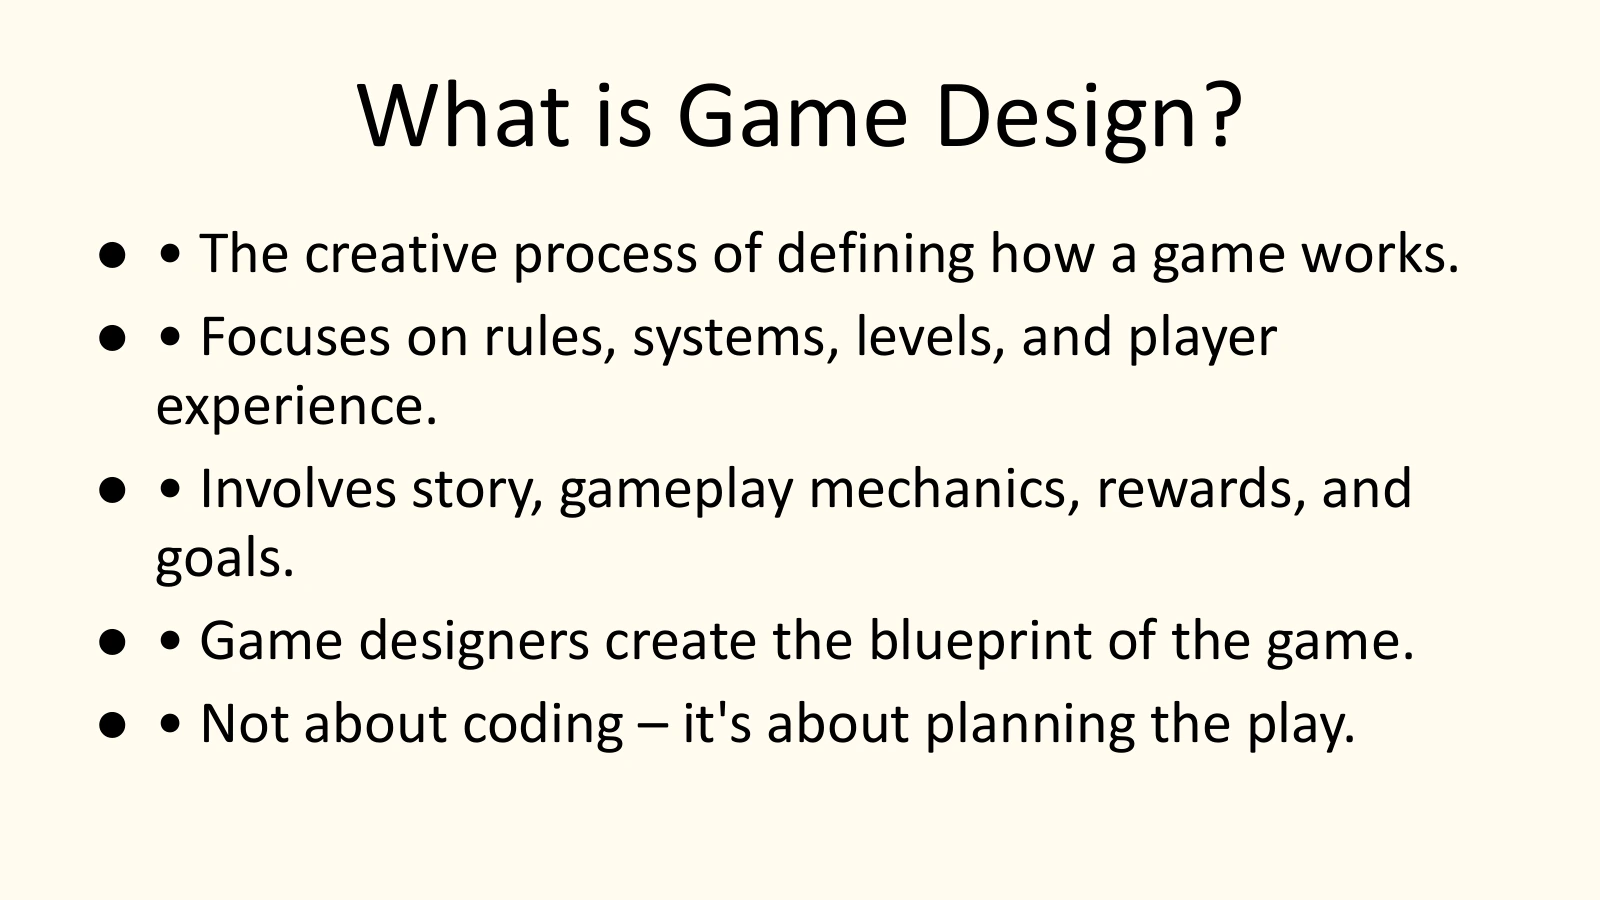 What is Game Design?
● • The creative process of defining how a game works.
● • Focuses on rules, systems, levels, and player
experience.
● • Involves story, gameplay mechanics, rewards, and
goals.
● • Game designers create the blueprint of the game.
● • Not about coding – it's about planning the play.